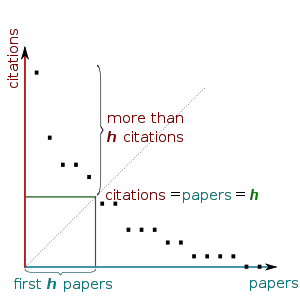 citations
more than
h citations
citations =papers = h
first h papers
papers